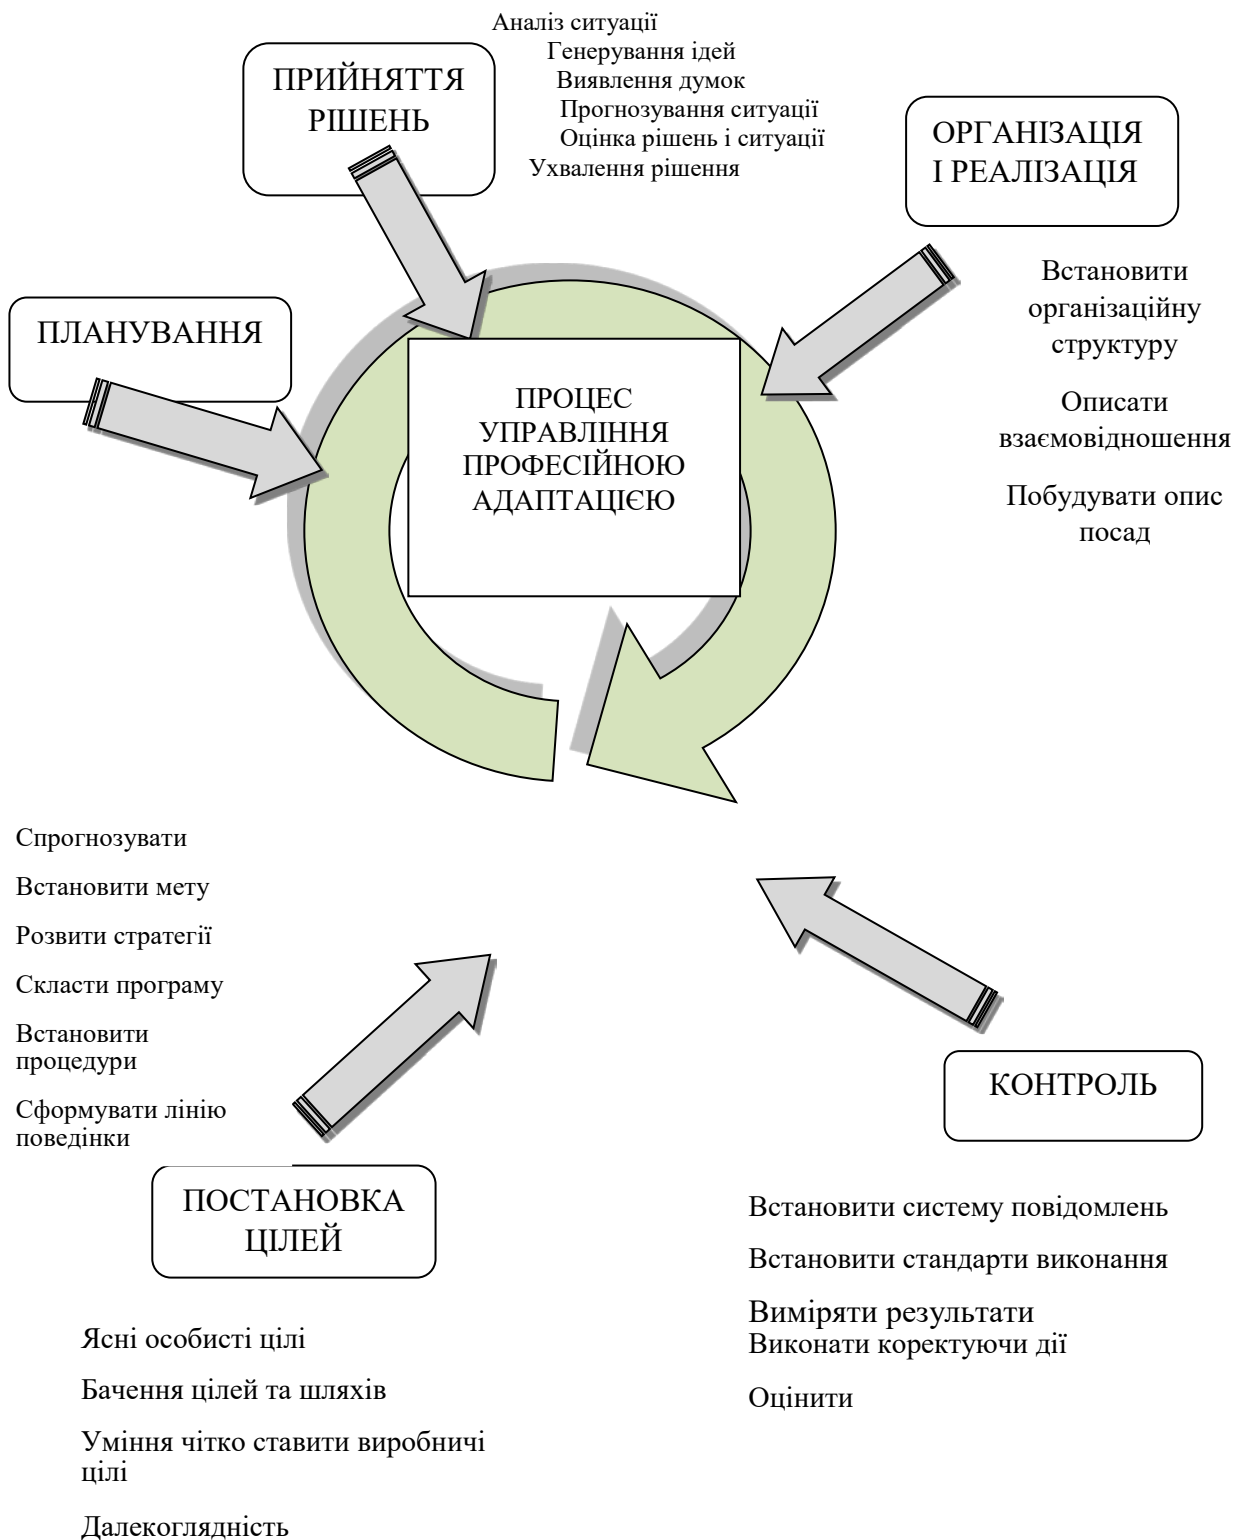 Аналіз ситуації
Генерування ідей
Виявлення думок
Прогнозування ситуації
Оцінка рішень і ситуації
Ухвалення рішення
ПРИЙНЯТТЯ
РІШЕНЬ
ОРГАНІЗАЦІЯ
І РЕАЛІЗАЦІЯ
Встановити
організаційну
структуру
Описати
взаємовідношення
Побудувати опис
посад
ПЛАНУВАННЯ
ПРОЦЕС
УПРАВЛІННЯ
ПРОФЕСІЙНОЮ
АДАПТАЦІЄЮ
Спрогнозувати
Встановити мету
Розвити стратегії
Скласти програму
Встановити
процедури
Сформувати лінію
поведінки
ПОСТАНОВКА
ЦІЛЕЙ
Ясні особисті цілі
Бачення цілей та шляхів
Уміння чітко ставити виробничі
цілі
Далекоглядність
КОНТРОЛЬ
Встановити систему повідомлень
Встановити стандарти виконання
Виміряти результати
Виконати коректуючи дії
Оцінити